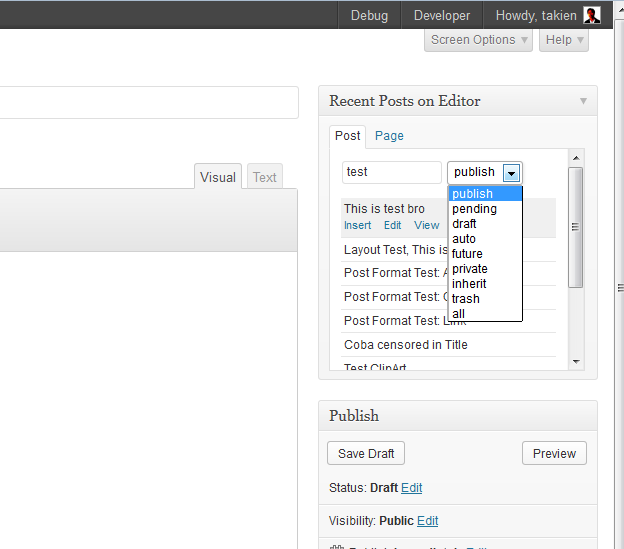 Debug Developer Howdy, takien
Screen Options Help
Recent Posts on Editor
Post Page
test publish
publish
pending
draft
auto
future
private
inherit
trash
all
This is test bro
Insert Edit View
Layout Test, This is
Post Format Test: A
Post Format Test:
Post Format Test: Link
Coba censored in Title
Test ClipArt
Visual Text
Publish
Save Draft Preview
Status: Draft Edit
Visibility: Public Edit